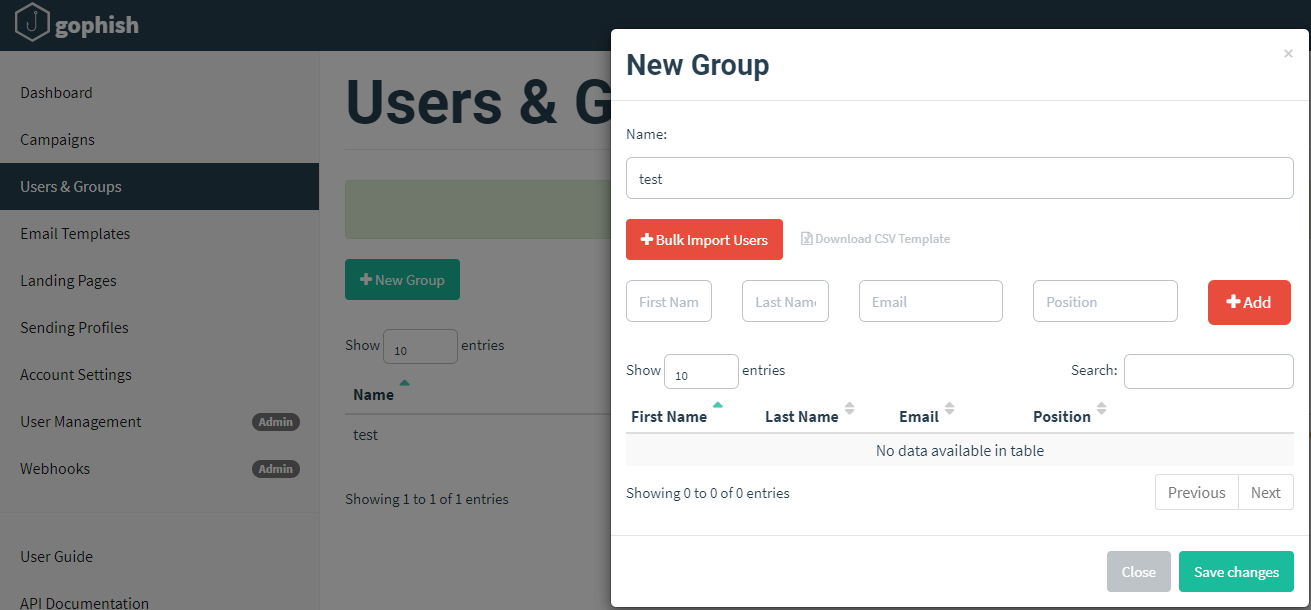 gophish
Dashboard
Campaigns
Users & Groups
Email Templates
Landing Pages
Sending Profiles
Account Settings
User Management Admin
Webhooks Admin
User Guide
API Documentation
Users & G
New Group
Show 10 entries
Name
test
Showing 1 to 1 of 1 entries
New Group
×
Name:
test
Bulk Import Users Download CSV Template
First Nam Last Name Email Position Add
Show 10 entries Search:
First Name Last Name Email Position
No data available in table
Showing 0 to 0 of 0 entries Previous Next
Close Save changes